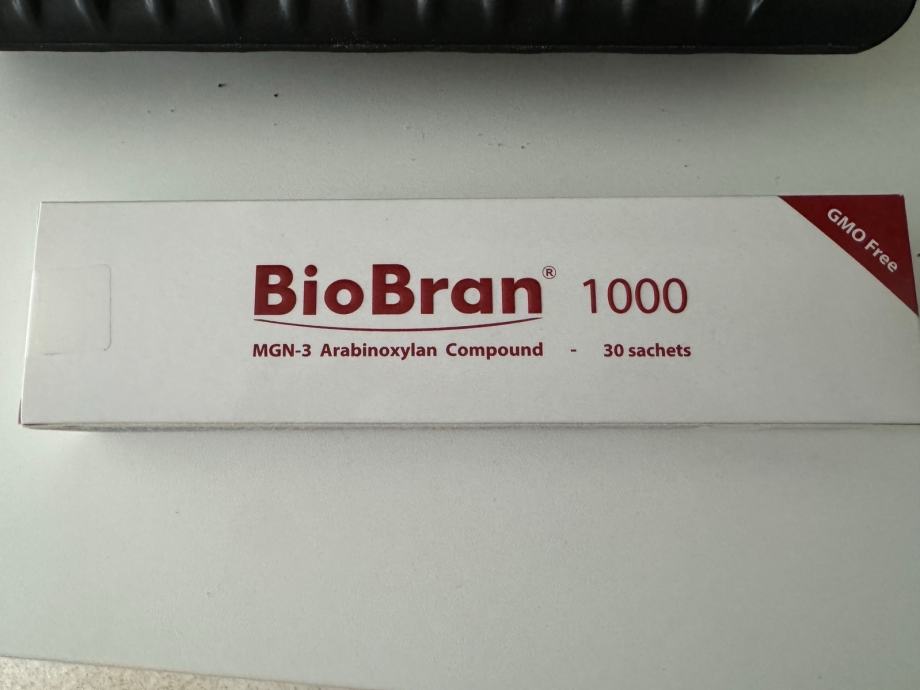 GMO Free
BioBran® 1000
MGN-3 Arabinoxylan Compound - 30 sachets